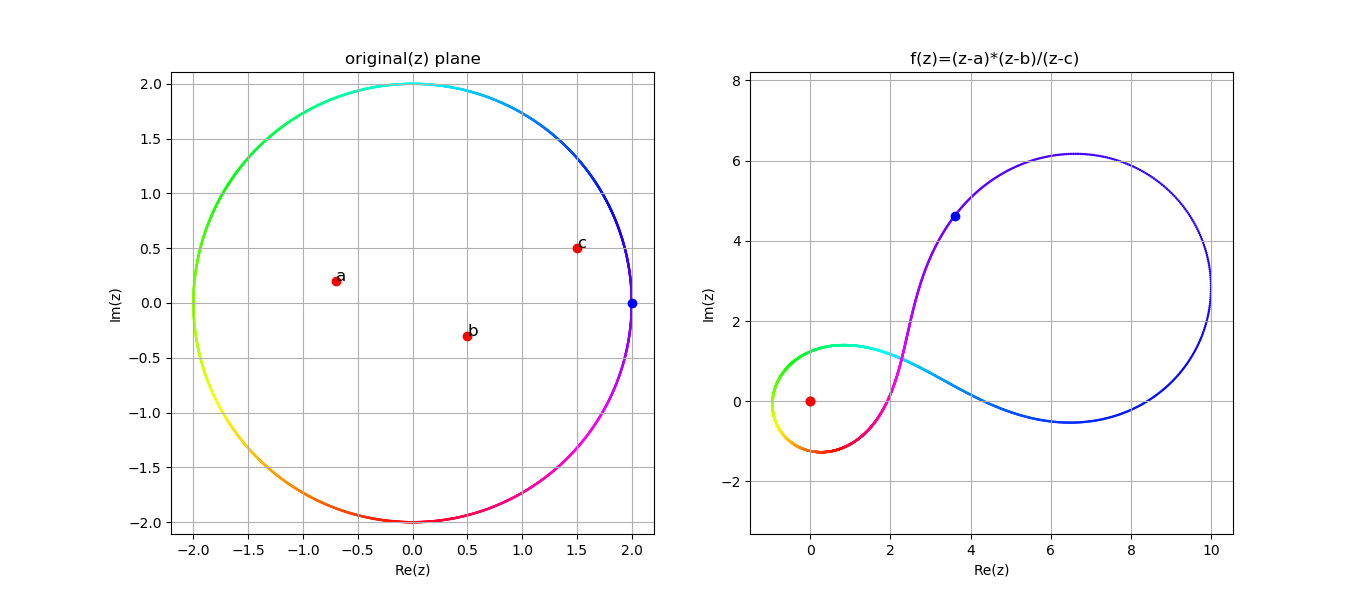 original(z) plane
2.0
1.5
1.0
0.5
0.0
−0.5
−1.0
−1.5
−2.0
Im(z)
a
b
c
−2.0 −1.5 −1.0 −0.5 0.0 0.5 1.0 1.5 2.0
Re(z)
f(z)=(z-a)*(z-b)/(z-c)
8
6
4
2
0
−2
Im(z)
0 2 4 6 8 10
Re(z)